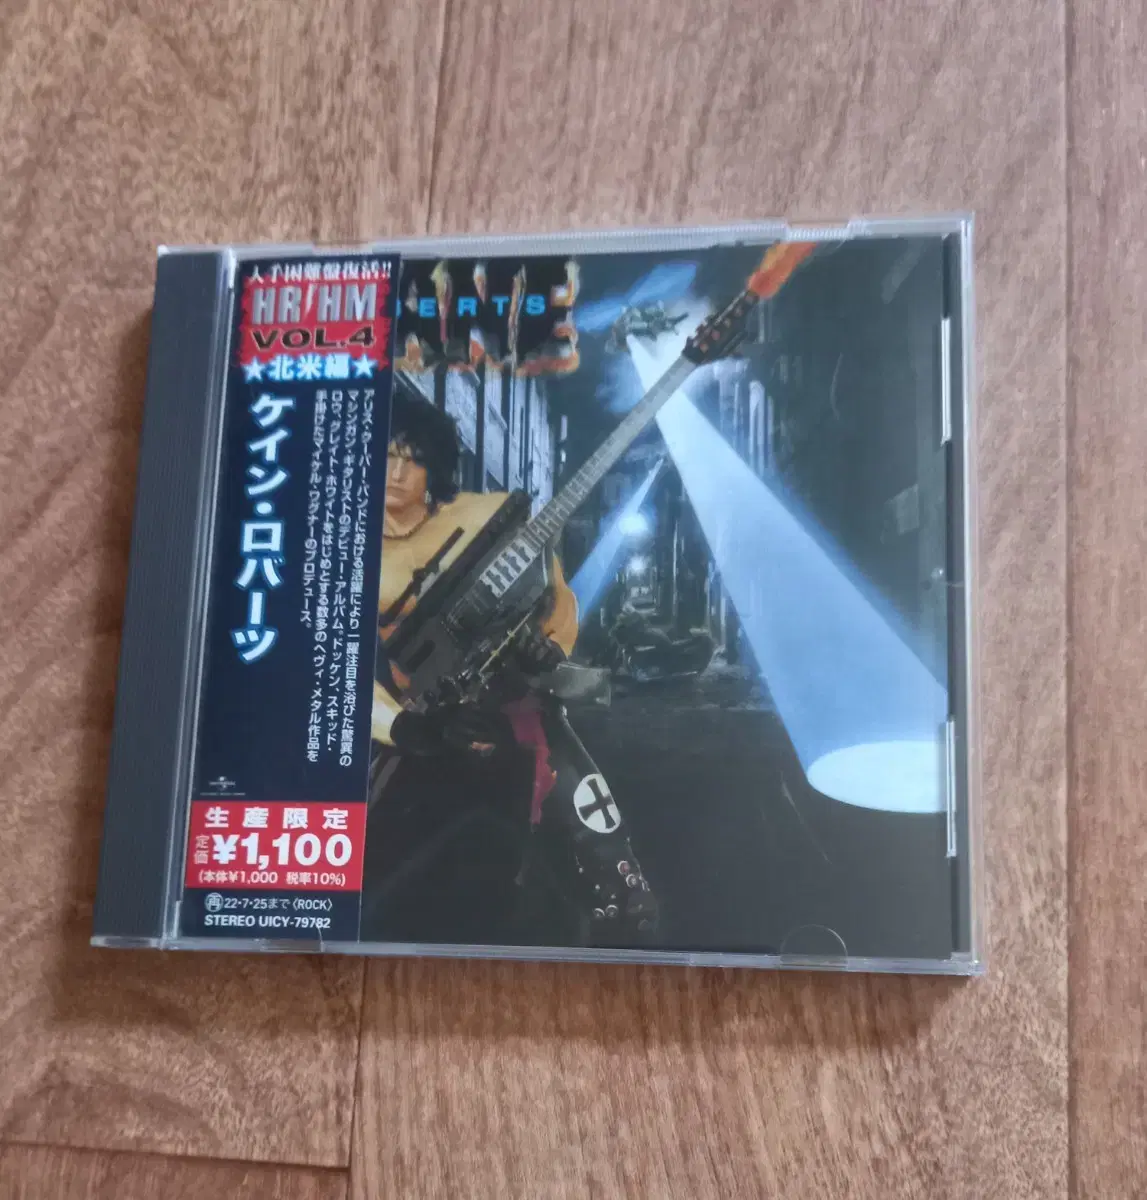 入手困難盤復活!!
HR/HM
VOL.4
★北米編★
ケイン・ロバーツ
アリス・クーパー・バンドにおける活躍により一躍注目を浴びた驚異の
マシンガン・ギタリストのデビュー・アルバム。ドッケン、スキッド・
ロウ、グレイト・ホワイトをはじめとする数多のヘヴィ・メタル作品を
手掛けたマイケル・ワグナーのプロデュース。
UNIVERSAL
生産限定
定価 ¥1,100
(本体¥1,000 税率10%)
再 22・7・25まで〈ROCK〉
STEREO UICY-79782
BERTS